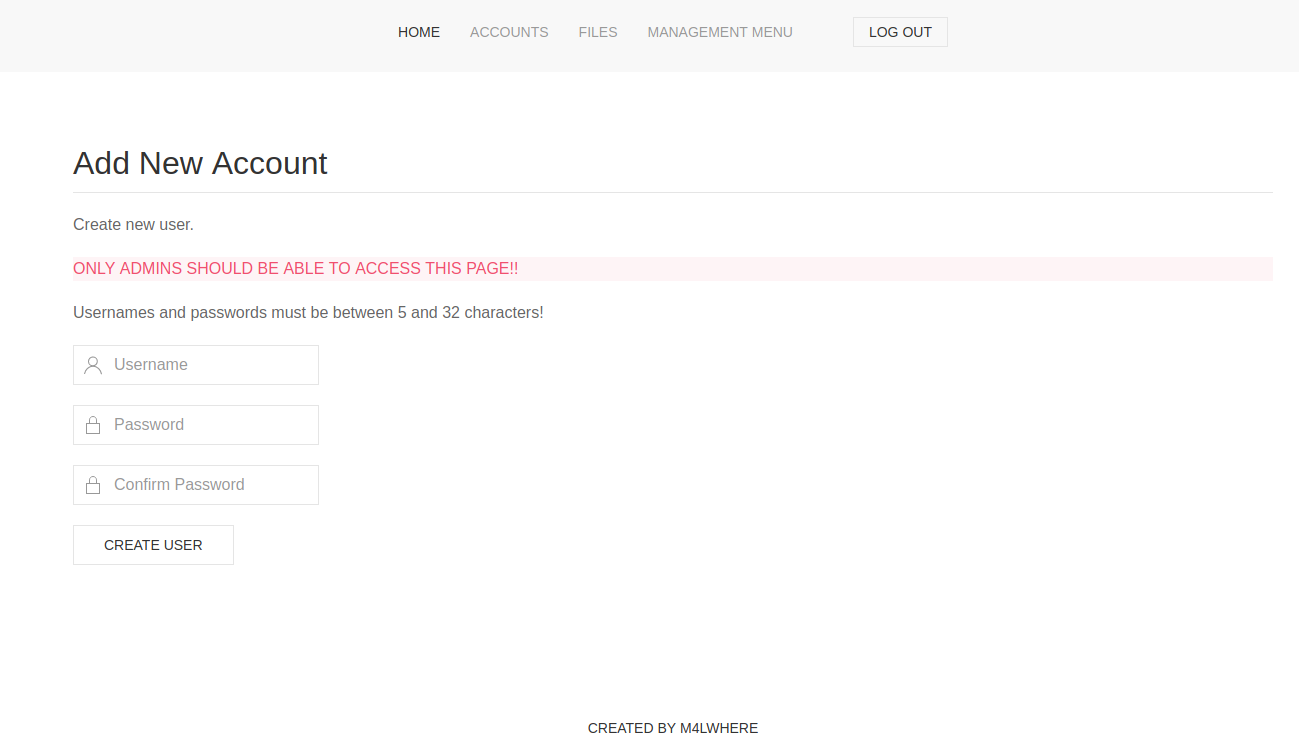 HOME ACCOUNTS FILES MANAGEMENT MENU LOG OUT
Add New Account
Create new user.
ONLY ADMINS SHOULD BE ABLE TO ACCESS THIS PAGE!!
Usernames and passwords must be between 5 and 32 characters!
Username
Password
Confirm Password
CREATE USER
CREATED BY M4LWHERE